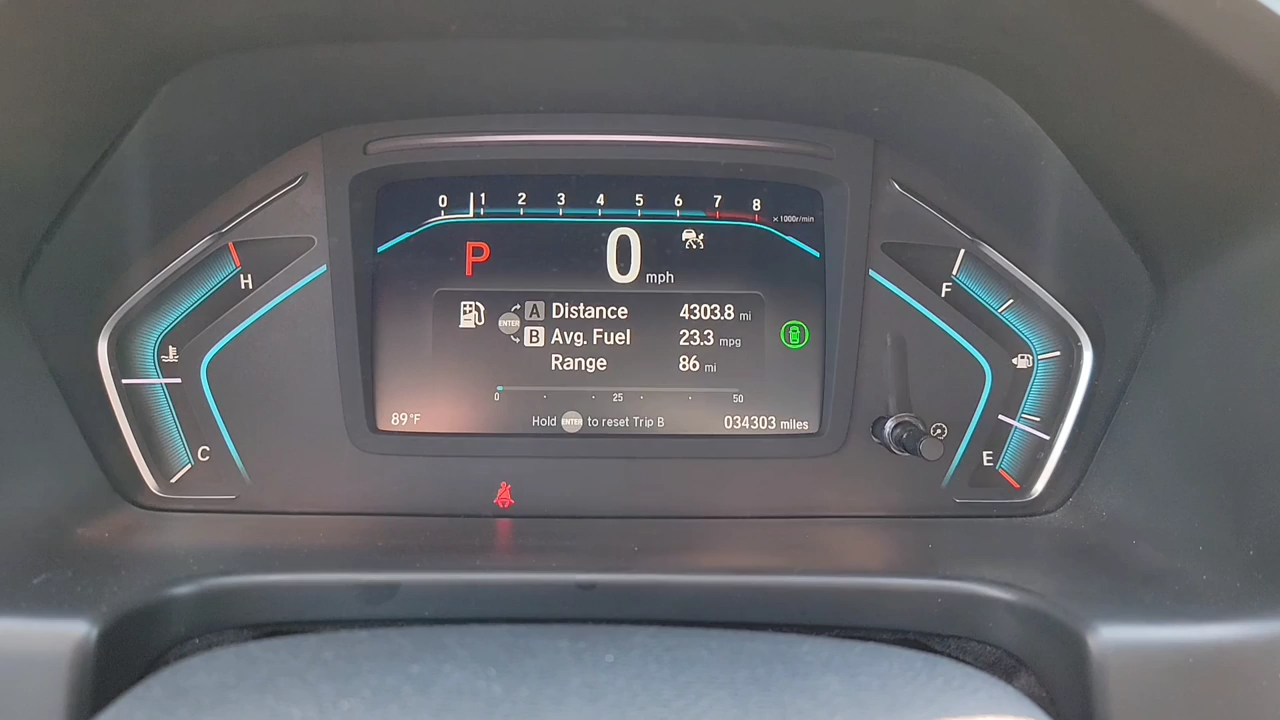 0 1 2 3 4 5 6 7 8 x1000r/min
P 0 mph
H
F
A Distance 4303.8 mi
ENTER
B Avg. Fuel 23.3 mpg
Range 86 mi
0 25 50
89°F Hold ENTER to reset Trip B 034303 miles
C
E